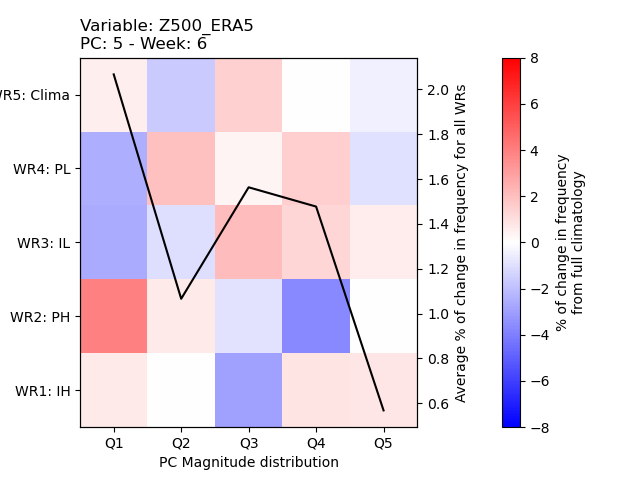 Variable: Z500_ERA5
PC: 5 - Week: 6
WR5: Clima
WR4: PL
WR3: IL
WR2: PH
WR1: IH
Q1 Q2 Q3 Q4 Q5
PC Magnitude distribution
2.0
1.8
1.6
1.4
1.2
1.0
0.8
0.6
Average % of change in frequency for all WRs
8
6
4
2
0
−2
−4
−6
−8
% of change in frequency
from full climatology